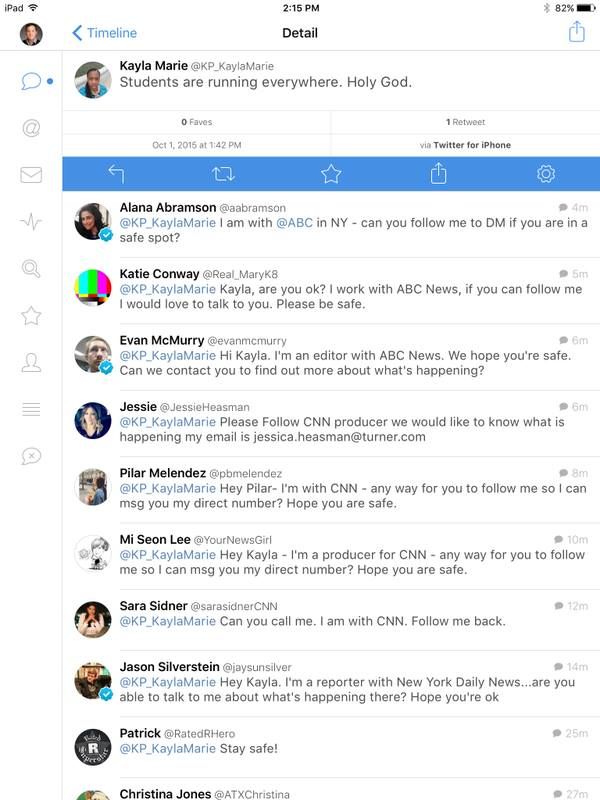 iPad 2:15 PM 82%
Timeline Detail
Kayla Marie @KP_KaylaMarie
Students are running everywhere. Holy God.
0 Faves 1 Retweet
Oct 1, 2015 at 1:42 PM via Twitter for iPhone
Alana Abramson @aabramson 4m
@KP_KaylaMarie I am with @ABC in NY - can you follow me to DM if you are in a
safe spot?
Katie Conway @Real_MaryK8 5m
@KP_KaylaMarie Kayla, are you ok? I work with ABC News, if you can follow me
I would love to talk to you. Please be safe.
Evan McMurry @evanmcmurry 6m
@KP_KaylaMarie Hi Kayla. I'm an editor with ABC News. We hope you're safe.
Can we contact you to find out more about what's happening?
Jessie @JessieHeasman 6m
@KP_KaylaMarie Please Follow CNN producer we would like to know what is
happening my email is jessica.heasman@turner.com
Pilar Melendez @pbmelendez 8m
@KP_KaylaMarie Hey Pilar- I'm with CNN - any way for you to follow me so I can
msg you my direct number? Hope you are safe.
Mi Seon Lee @YourNewsGirl 10m
@KP_KaylaMarie Hey Kayla - I'm a producer for CNN - any way for you to follow
me so I can msg you my direct number? Hope you are safe.
Sara Sidner @sarasidnerCNN 12m
@KP_KaylaMarie Can you call me. I am with CNN. Follow me back.
Jason Silverstein @jaysunsilver 14m
@KP_KaylaMarie Hey Kayla. I'm a reporter with New York Daily News...are you
able to talk to me about what's happening there? Hope you're ok
Patrick @RatedRHero 25m
@KP_KaylaMarie Stay safe!
Rated
R
Superstar
Christina Jones @ATXChristina 27m